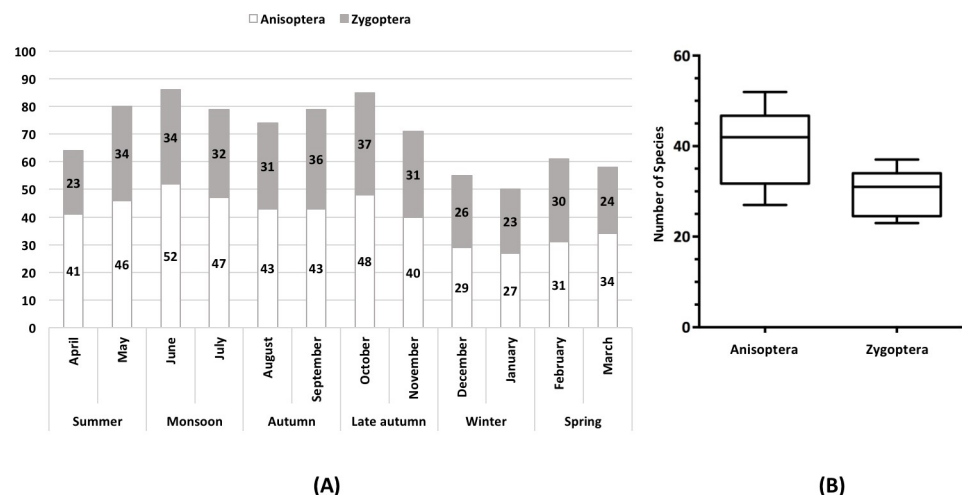 Anisoptera Zygoptera
100
90
80
70
60
50
40
30
20
10
0
23 34 34 32 31 36 37 31 26 23 30 24
41 46 52 47 43 43 48 40 29 27 31 34
April May June July August September October November December January February March
Summer Monsoon Autumn Late autumn Winter Spring
(A)
Number of Species
60
40
20
0
Anisoptera Zygoptera
(B)